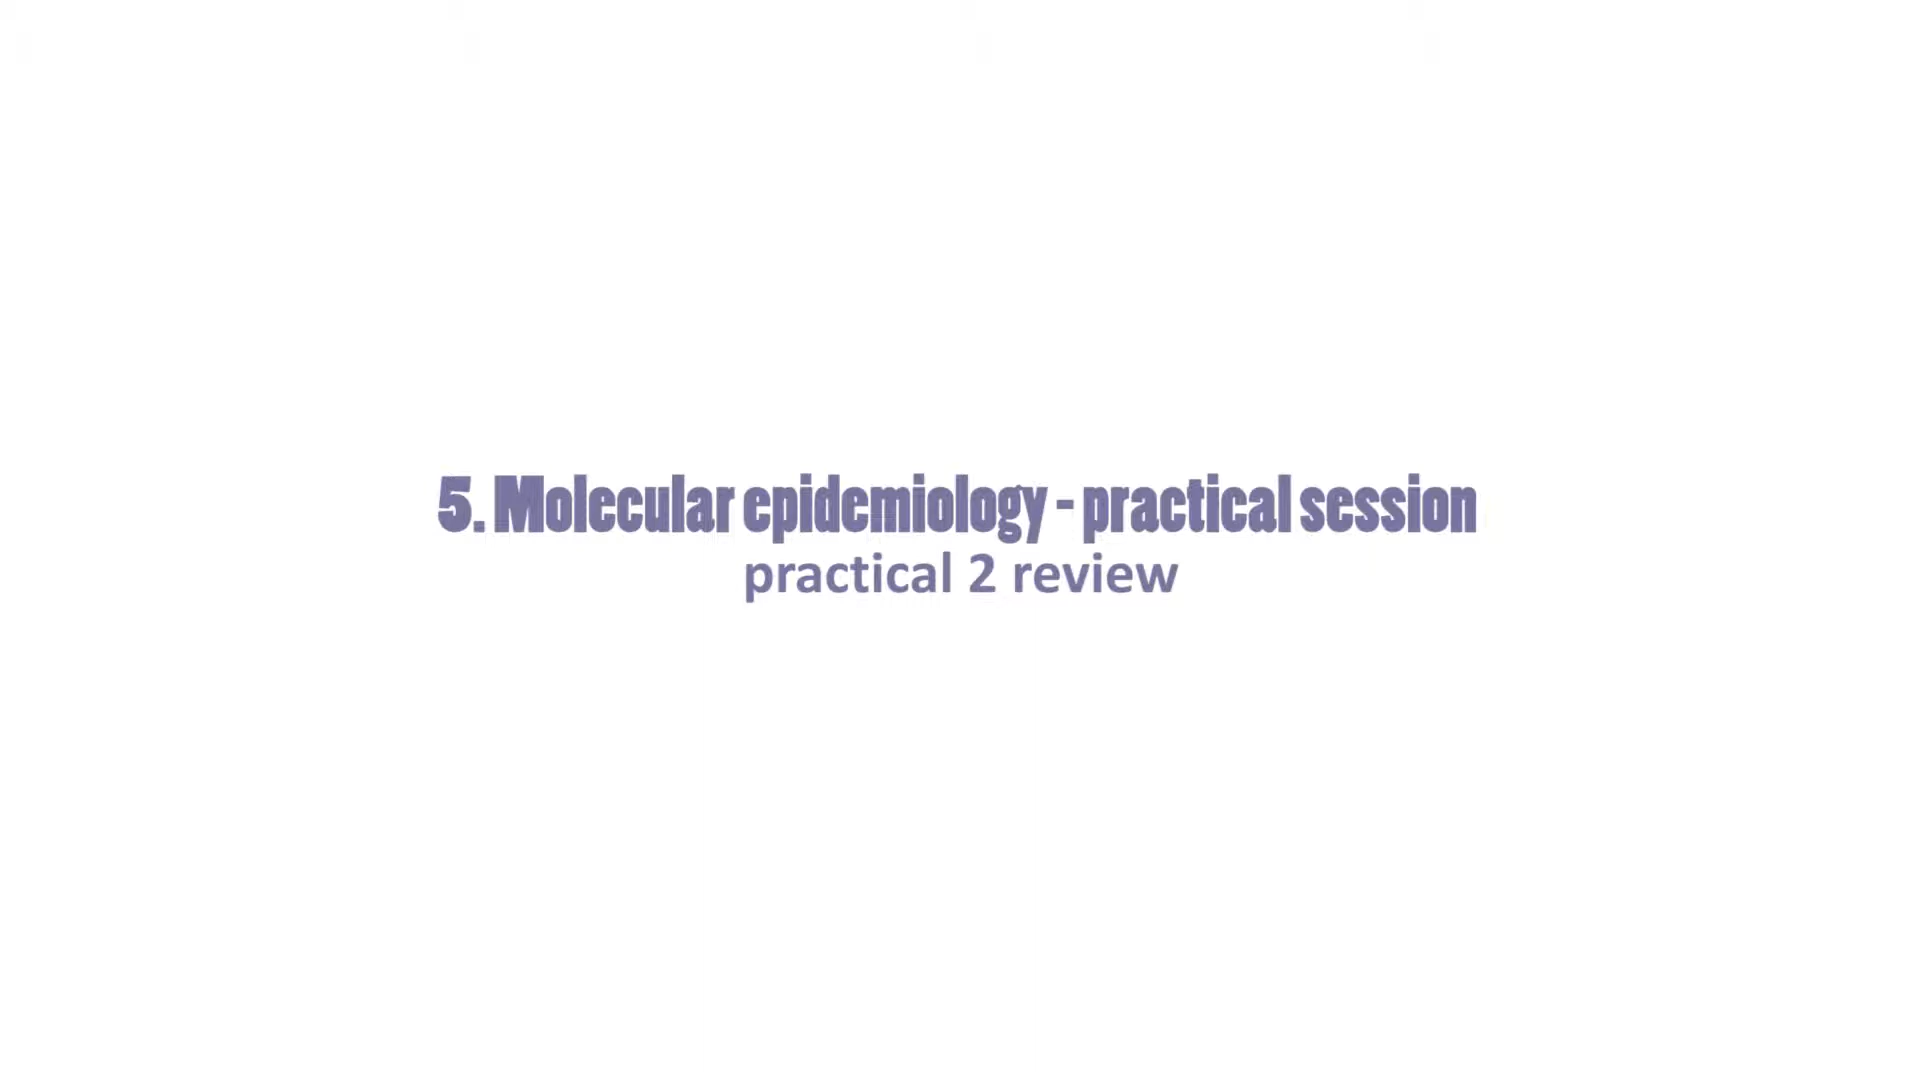 5. Molecular epidemiology - practical session
practical 2 review